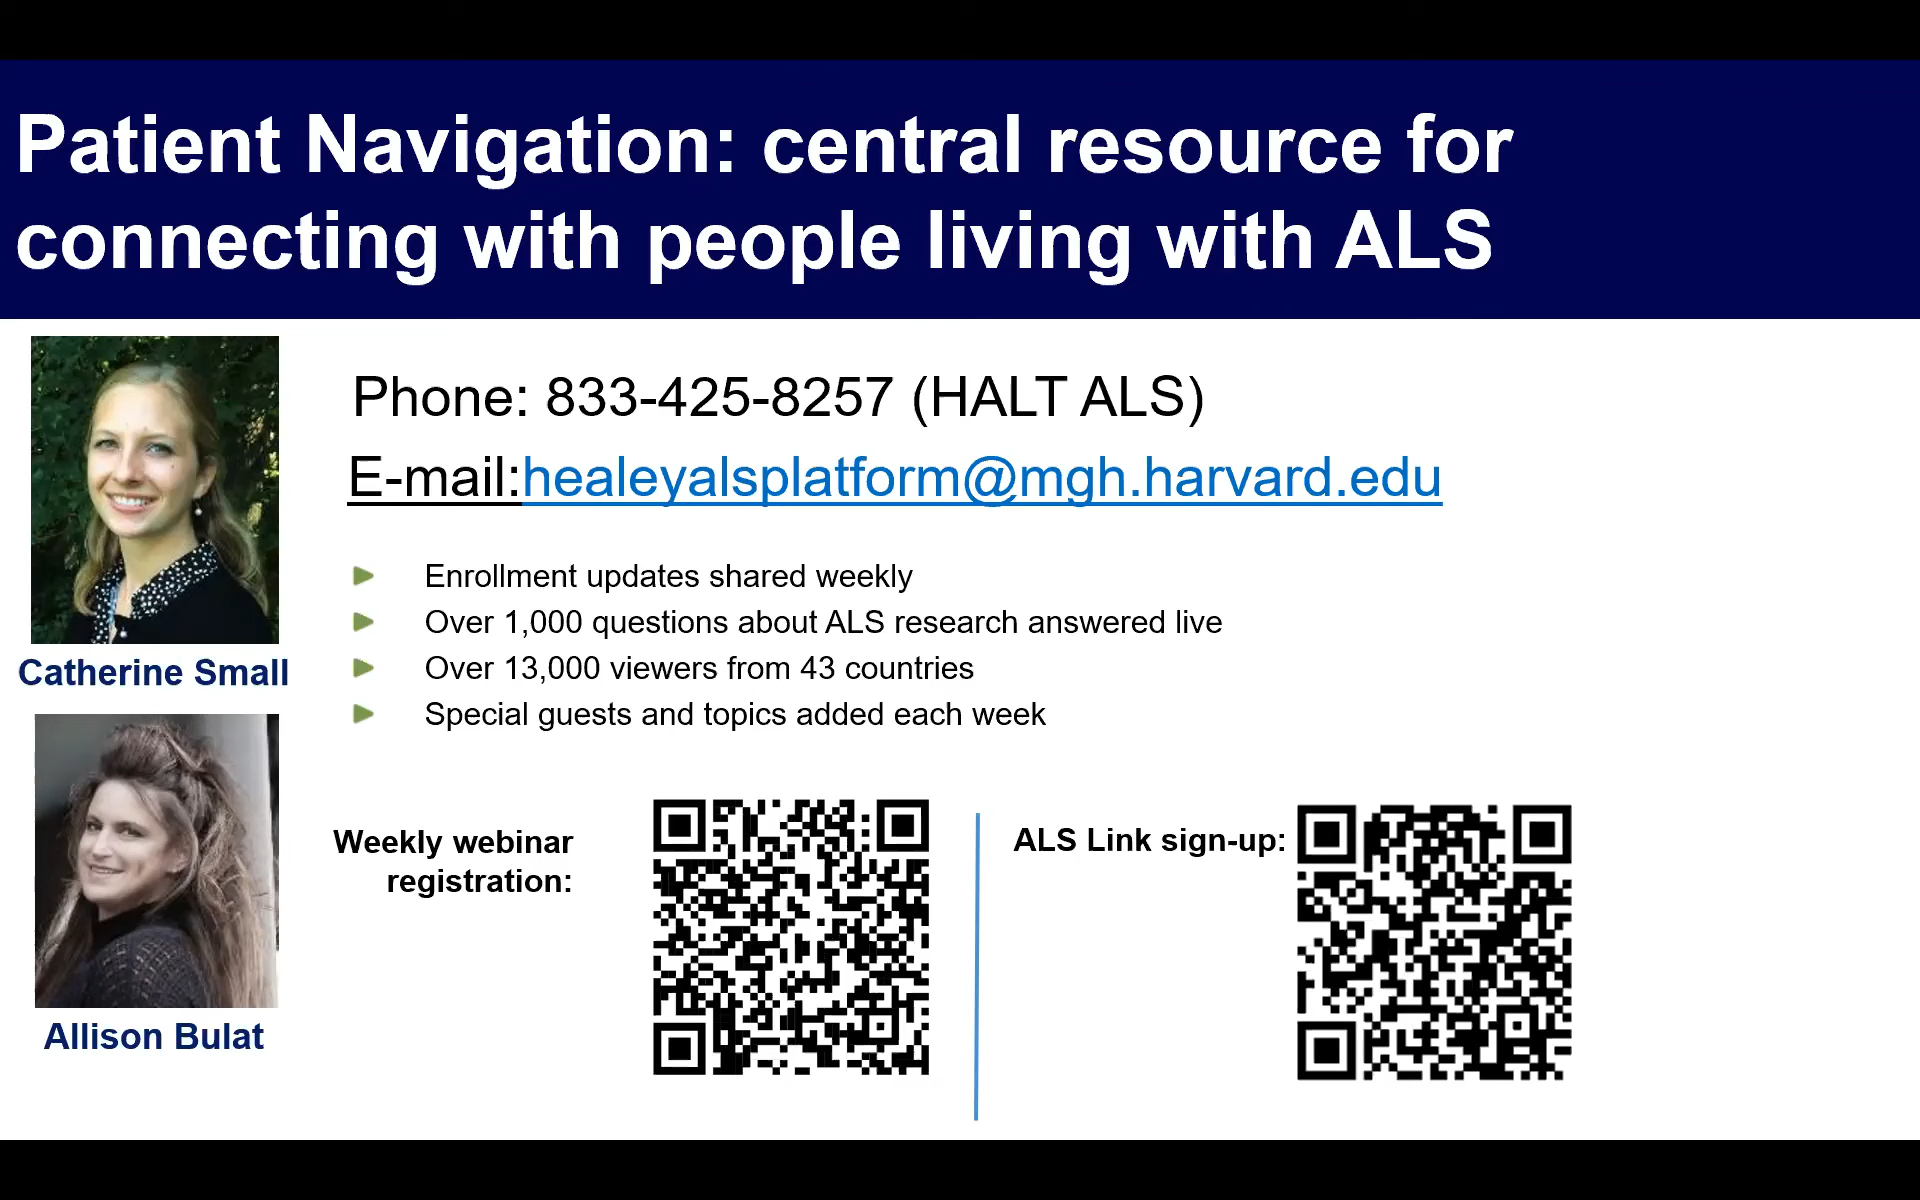 Patient Navigation: central resource for
connecting with people living with ALS
Phone: 833-425-8257 (HALT ALS)
E-mail:healeyalsplatform@mgh.harvard.edu
Enrollment updates shared weekly
Over 1,000 questions about ALS research answered live
Over 13,000 viewers from 43 countries
Special guests and topics added each week
Catherine Small
Allison Bulat
Weekly webinar
registration:
ALS Link sign-up: